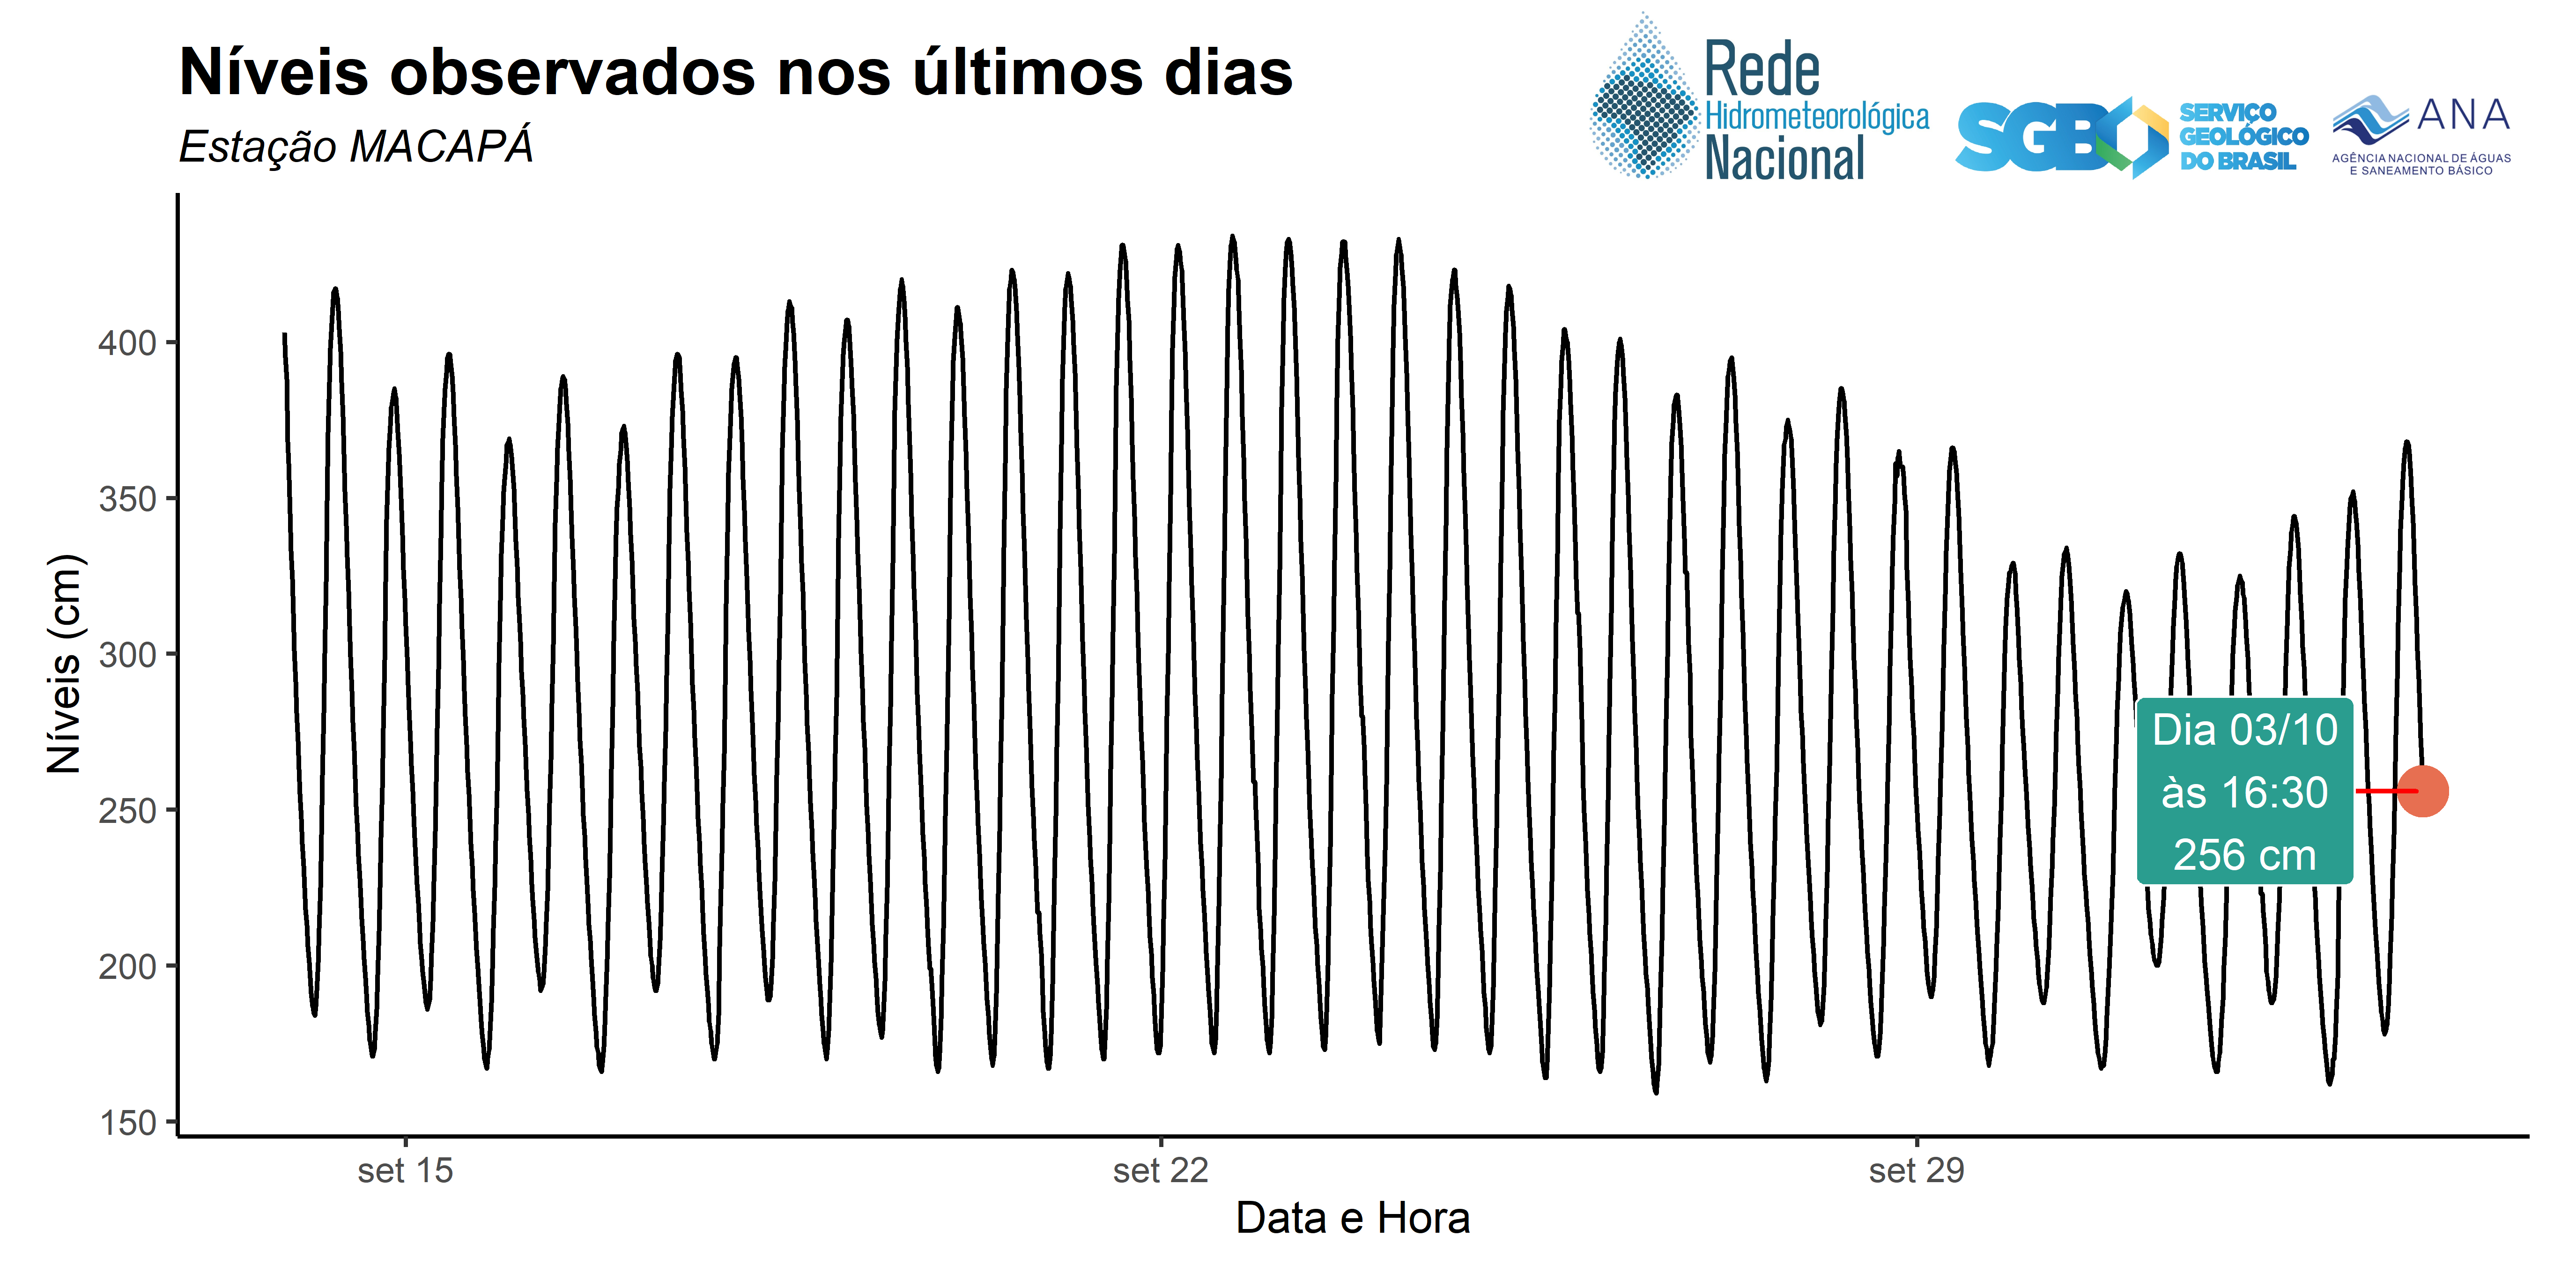 Níveis observados nos últimos dias
Estação MACAPÁ
Rede
Hidrometeorológica
Nacional
SGB
SERVIÇO
GEOLÓGICO
DO BRASIL
ANA
AGÊNCIA NACIONAL DE ÁGUAS
E SANEAMENTO BÁSICO
Níveis (cm)
400
350
300
250
200
150
Dia 03/10
às 16:30
256 cm
set 15
set 22
set 29
Data e Hora